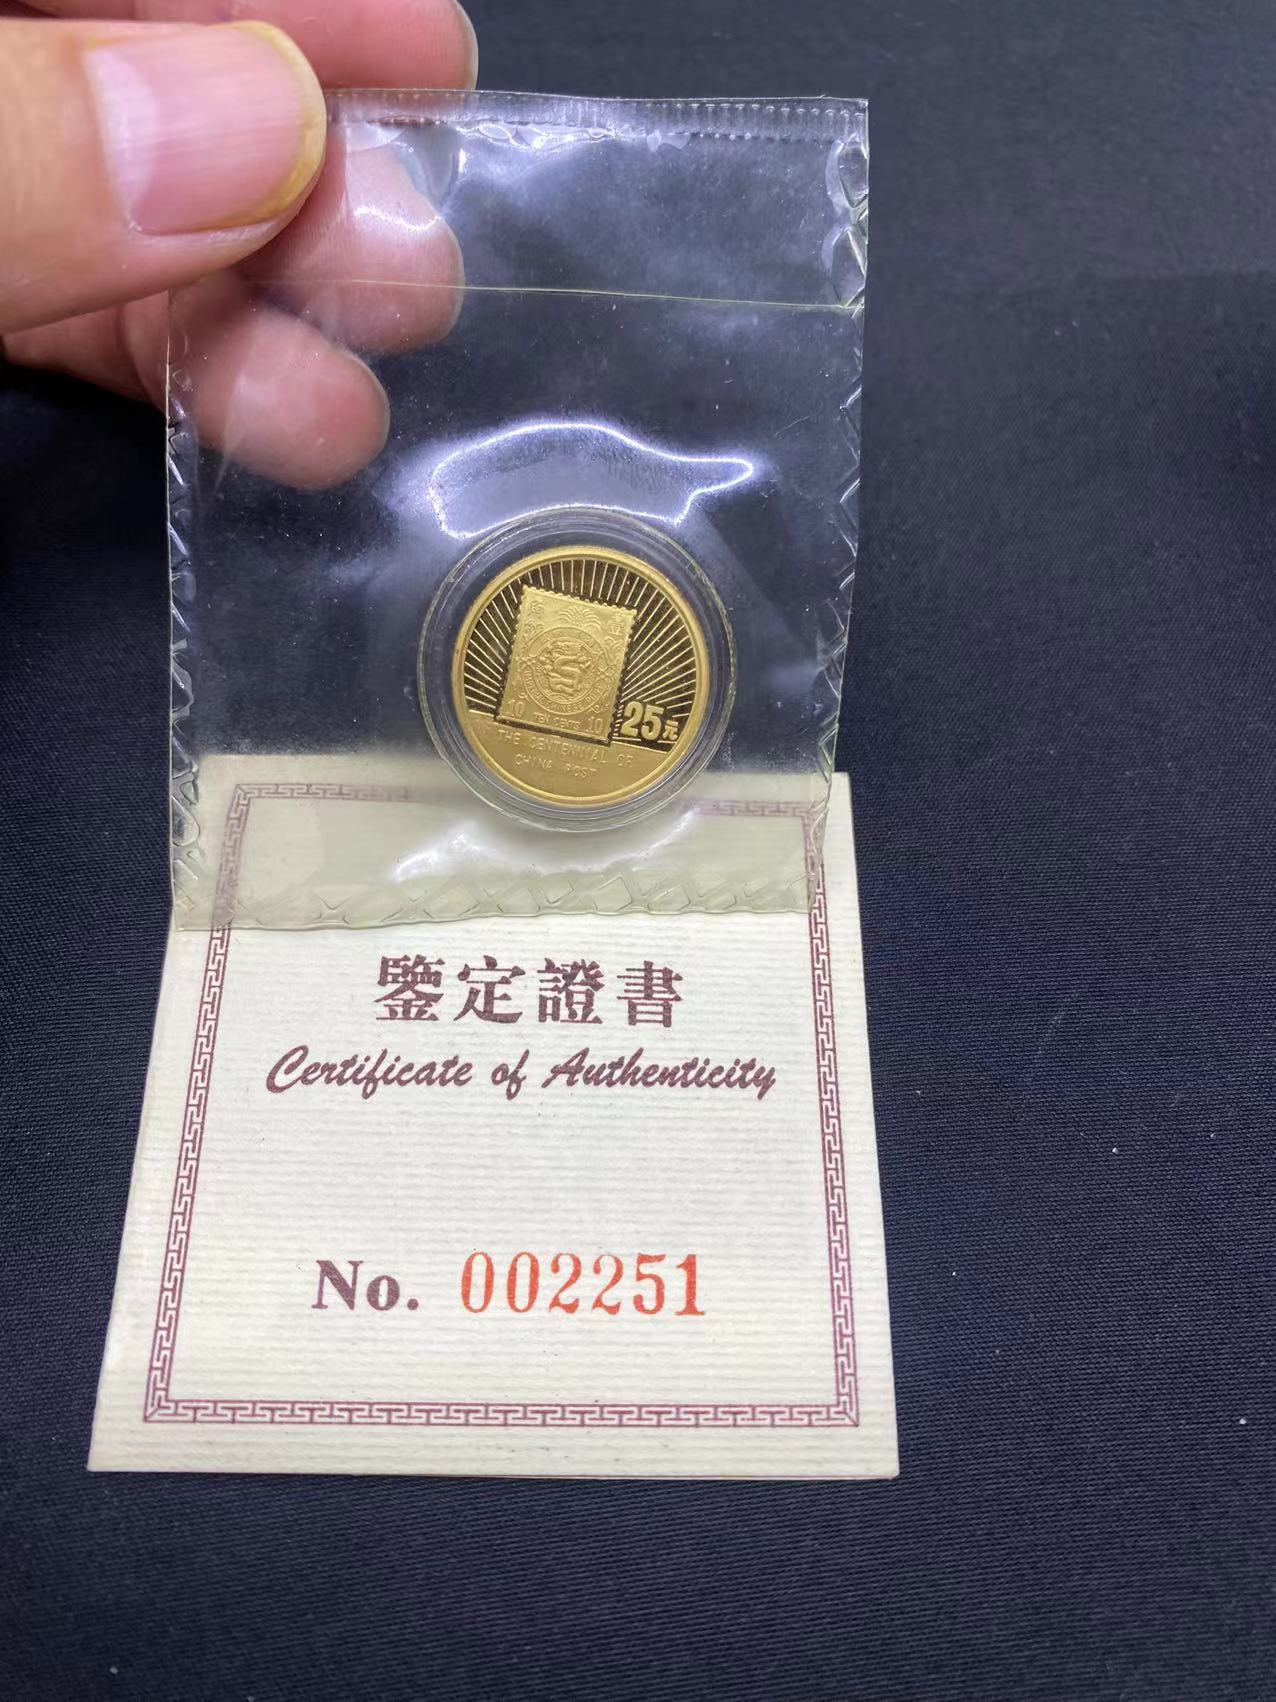 10 TEN CENTS 10
25元
THE CENTENNIAL OF
CHINA POST
鑒定證書
Certificate of Authenticity
No. 002251